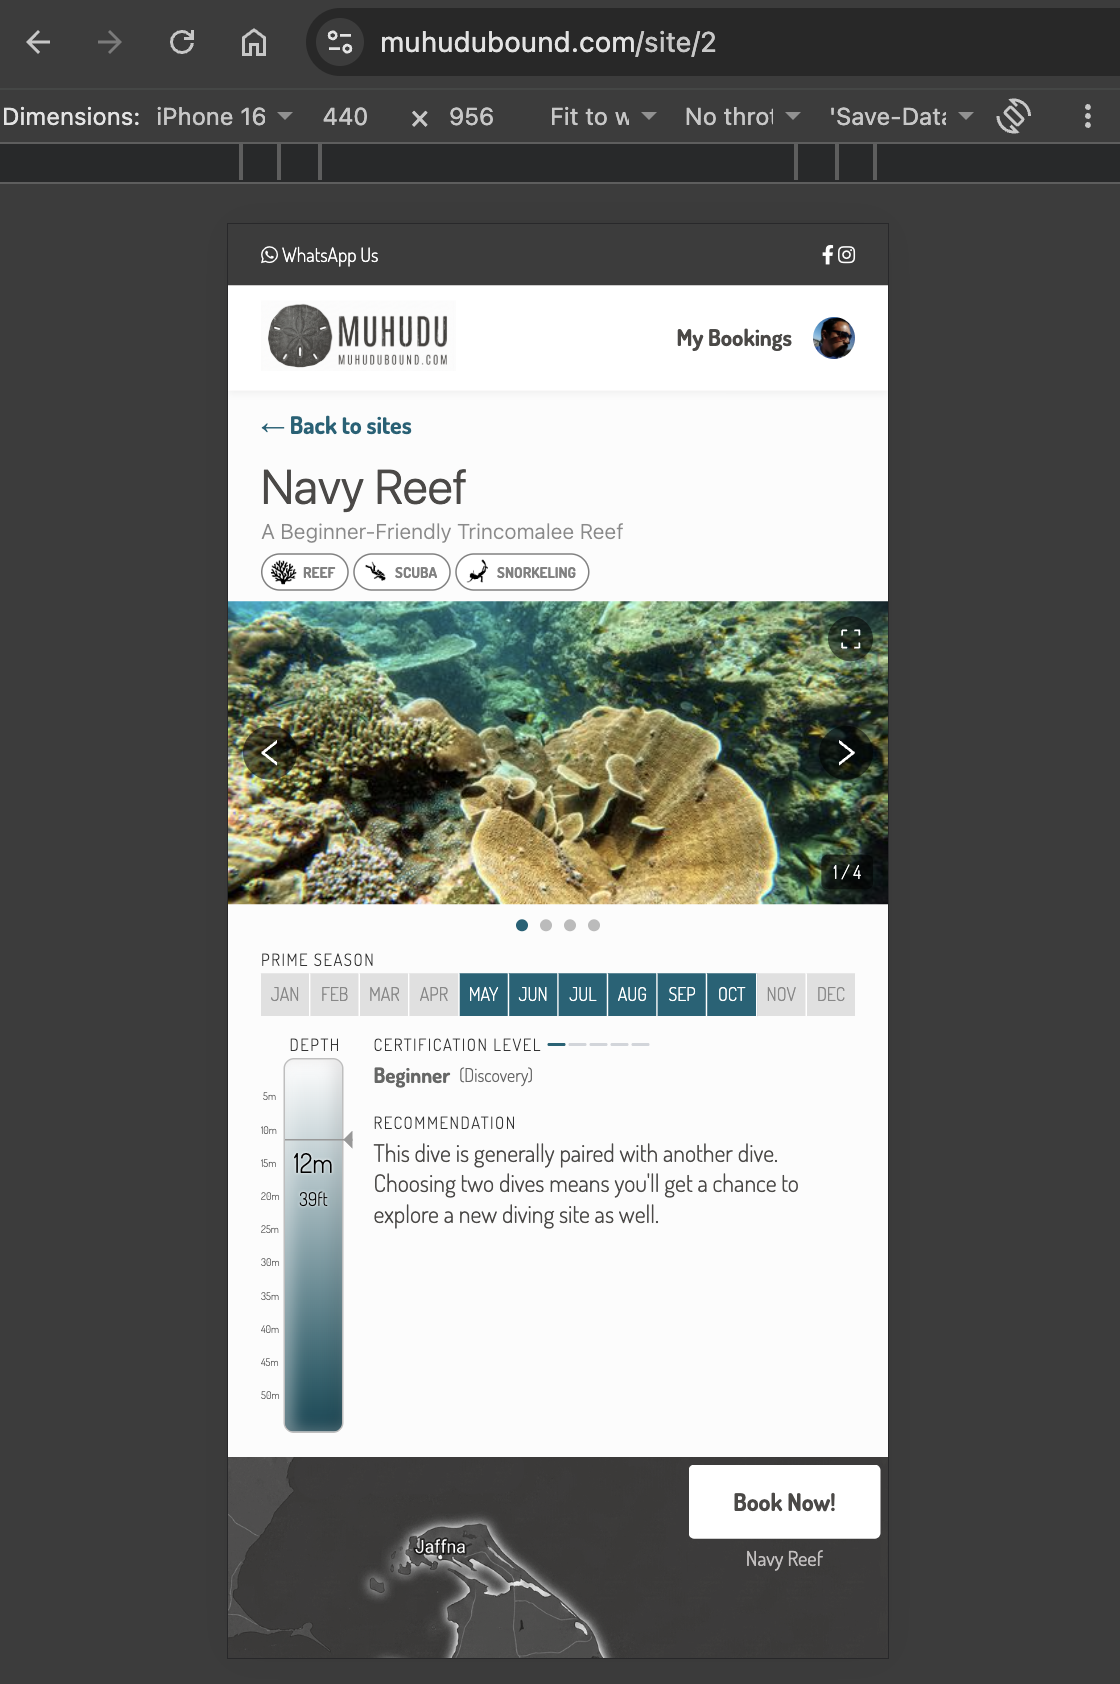 muhudubound.com/site/2
Dimensions: iPhone 16 440 × 956 Fit to w No throt 'Save-Data
WhatsApp Us
MUHUDU
MUHUDUBOUND.COM
My Bookings
← Back to sites
Navy Reef
A Beginner-Friendly Trincomalee Reef
REEF SCUBA SNORKELING
1 / 4
PRIME SEASON
JAN FEB MAR APR MAY JUN JUL AUG SEP OCT NOV DEC
DEPTH
5m
10m
15m
20m
25m
30m
35m
40m
45m
50m
12m
39ft
CERTIFICATION LEVEL
Beginner (Discovery)
RECOMMENDATION
This dive is generally paired with another dive.
Choosing two dives means you'll get a chance to
explore a new diving site as well.
Book Now!
Navy Reef
Jaffna